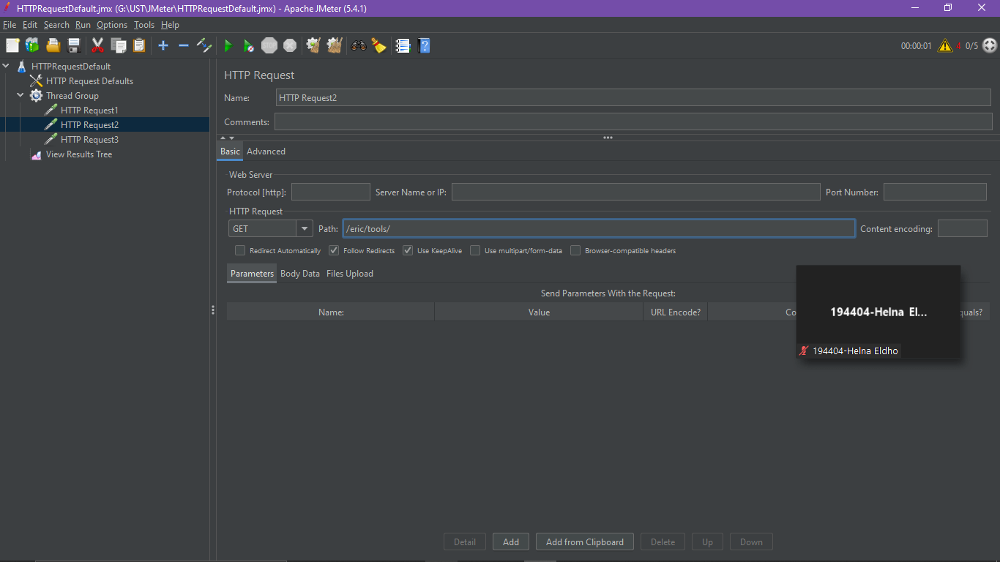 HTTPRequestDefault.jmx (G:\UST\JMeter\HTTPRequestDefault.jmx) - Apache JMeter (5.4.1)
File Edit Search Run Options Tools Help
STOP
00:00:01 4 0/5
HTTPRequestDefault
HTTP Request Defaults
Thread Group
HTTP Request1
HTTP Request2
HTTP Request3
View Results Tree
HTTP Request
Name: HTTP Request2
Comments:
Basic Advanced
Web Server
Protocol [http]: Server Name or IP: Port Number:
HTTP Request
GET Path: /eric/tools/ Content encoding:
Redirect Automatically Follow Redirects Use KeepAlive Use multipart/form-data Browser-compatible headers
Parameters Body Data Files Upload
Send Parameters With the Request:
Name: Value URL Encode? Co quals?
194404-Helna El...
194404-Helna Eldho
Detail Add Add from Clipboard Delete Up Down